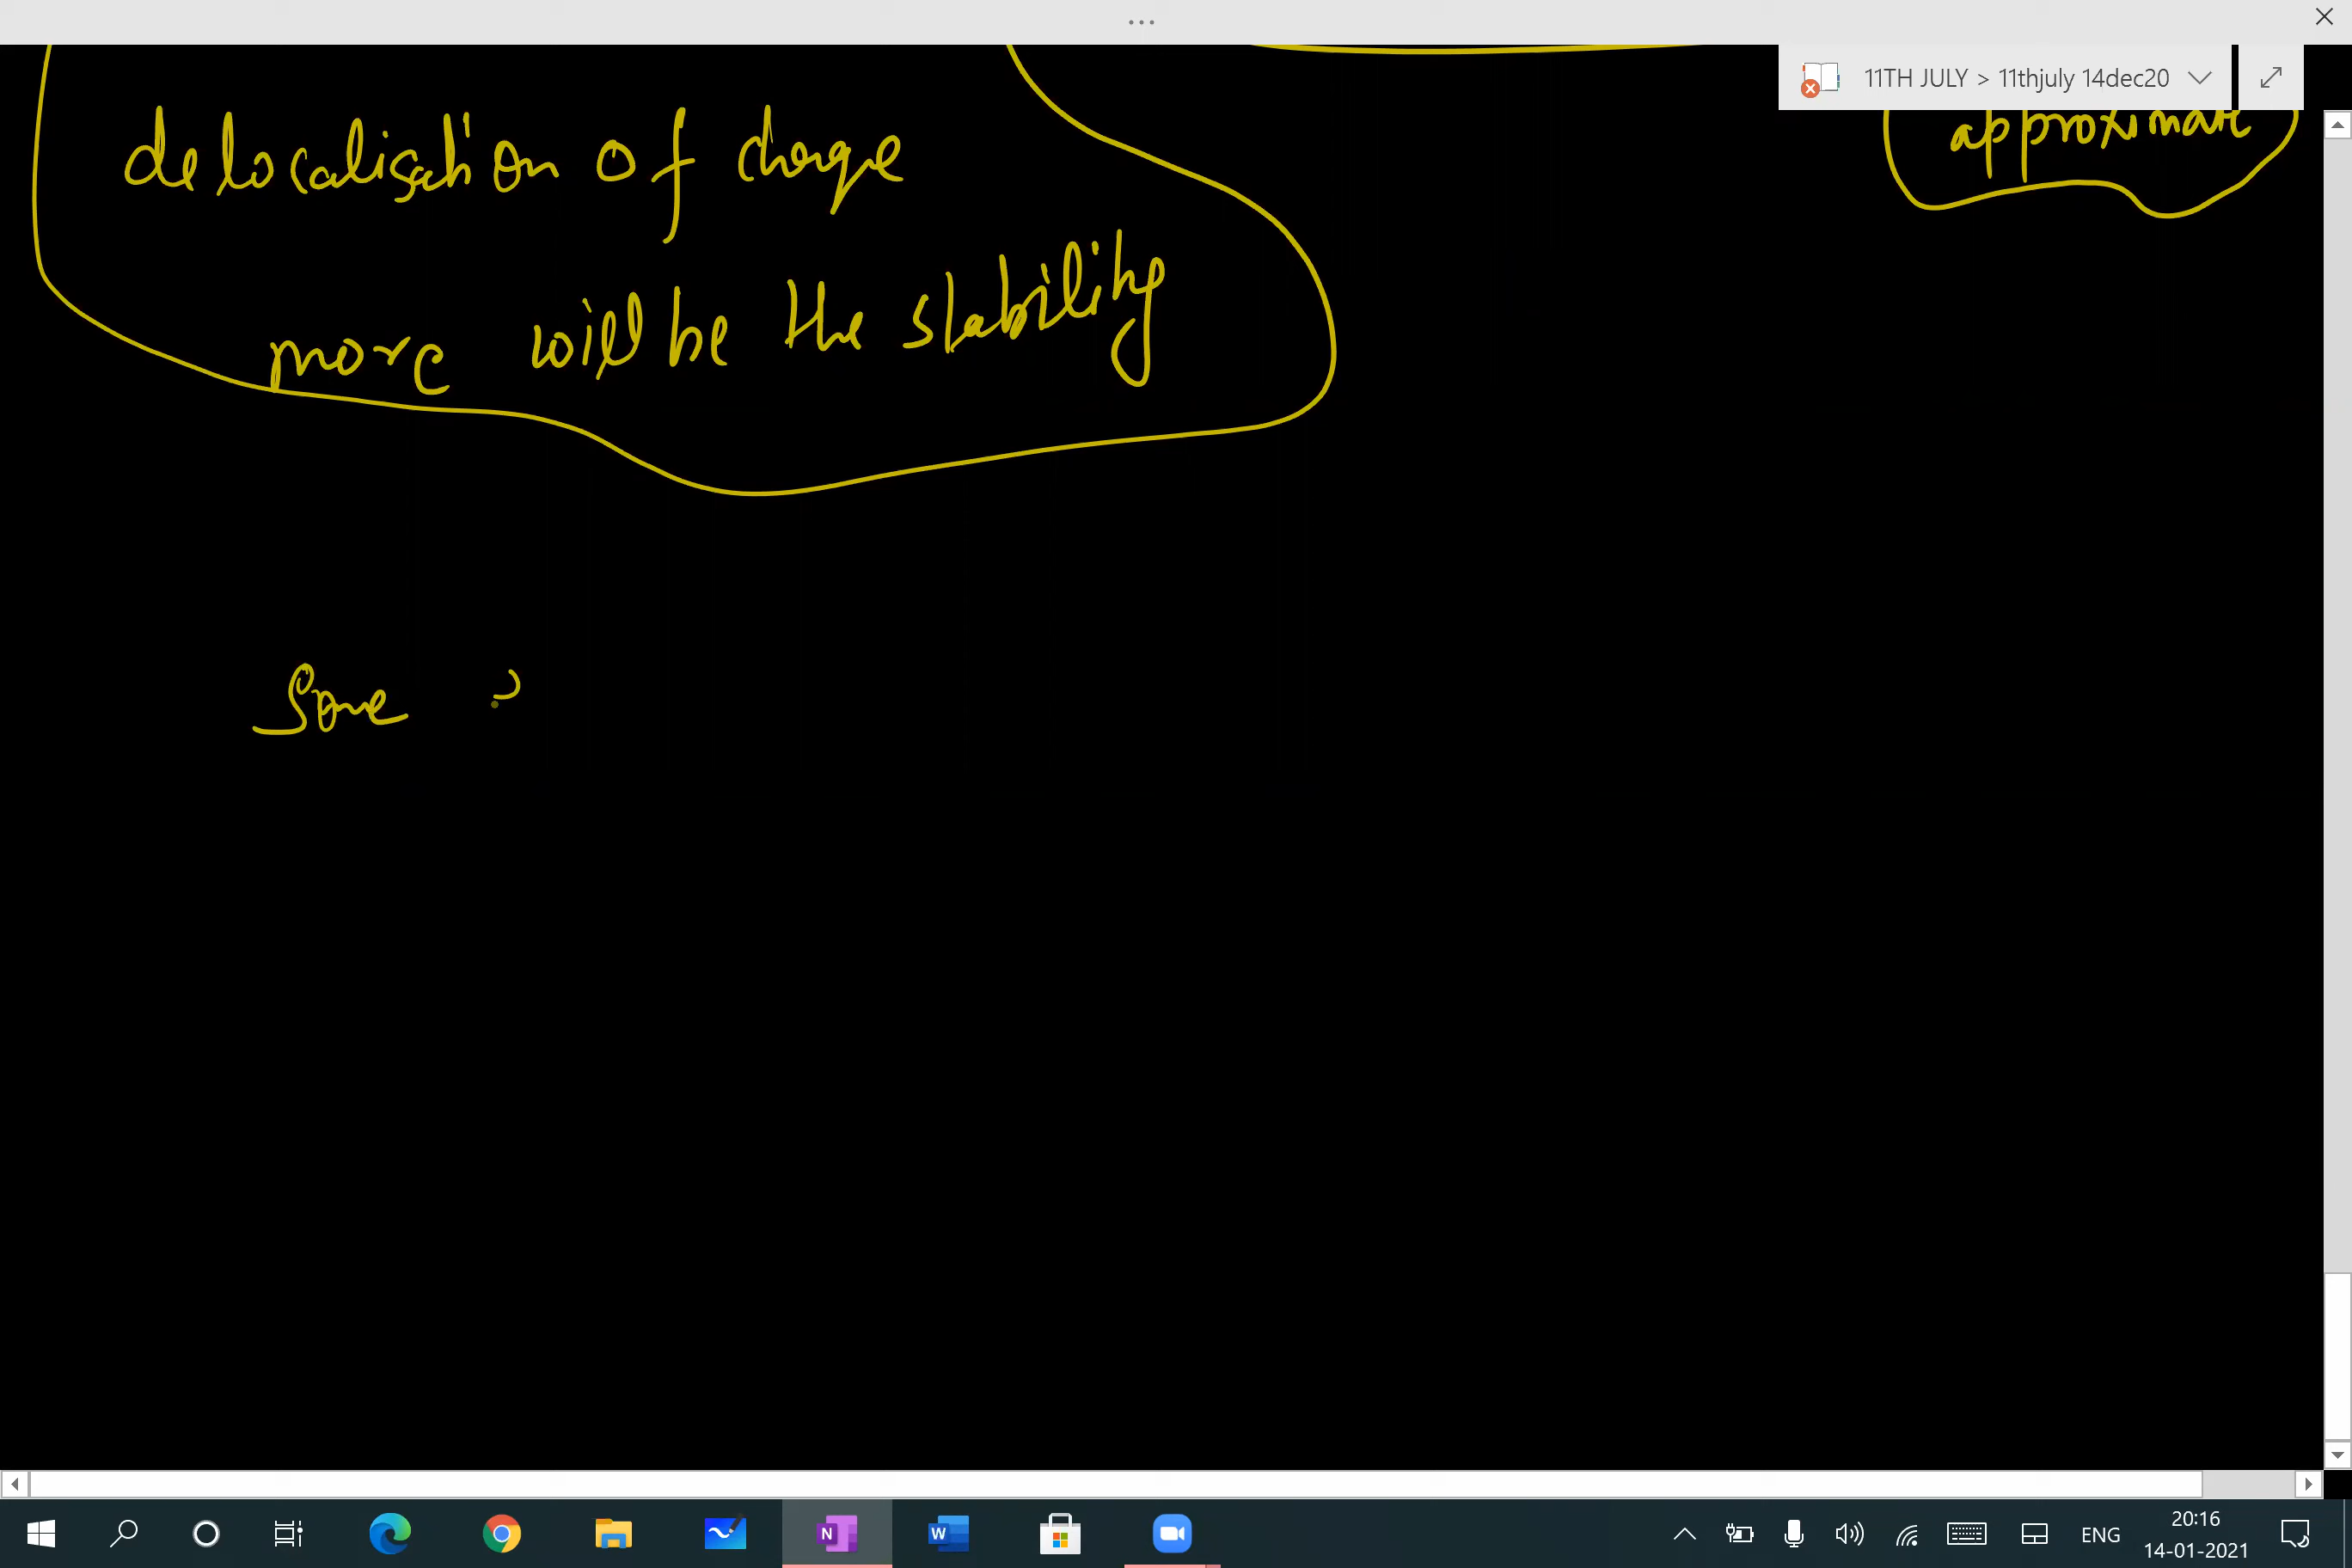 11TH JULY > 11thjuly 14dec20
approximate
delocalisation of charge
more will be the stability
Some
ENG
20:16
14-01-2021